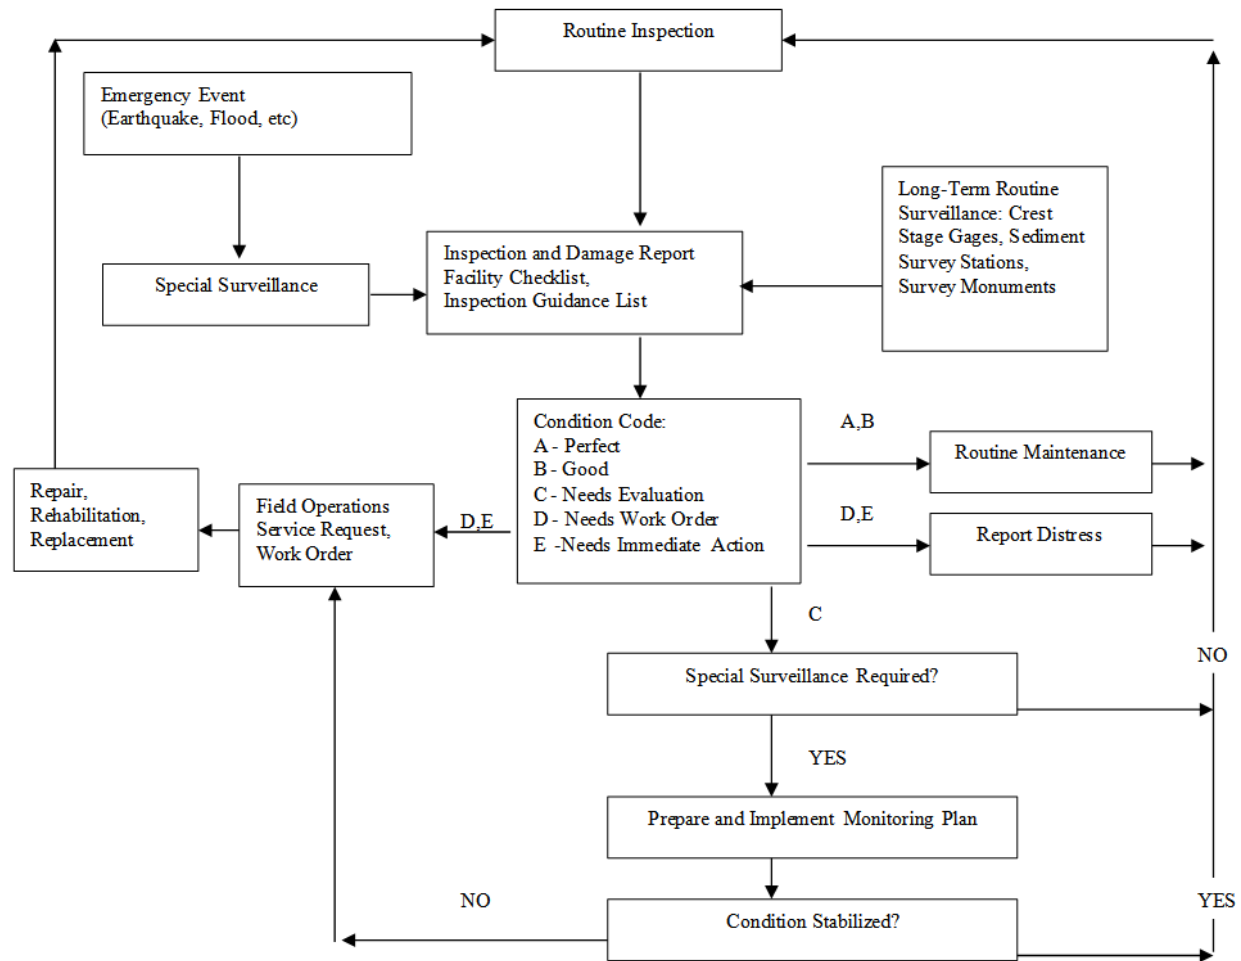 Routine Inspection
Emergency Event
(Earthquake, Flood, etc)
Long-Term Routine
Surveillance: Crest
Stage Gages, Sediment
Survey Stations,
Survey Monuments
Inspection and Damage Report
Facility Checklist,
Inspection Guidance List
Special Surveillance
Condition Code:
A - Perfect
B - Good
C - Needs Evaluation
D - Needs Work Order
E -Needs Immediate Action
A,B
Routine Maintenance
D,E
Report Distress
D,E
Field Operations
Service Request,
Work Order
Repair,
Rehabilitation,
Replacement
C
Special Surveillance Required?
NO
YES
Prepare and Implement Monitoring Plan
NO
Condition Stabilized?
YES